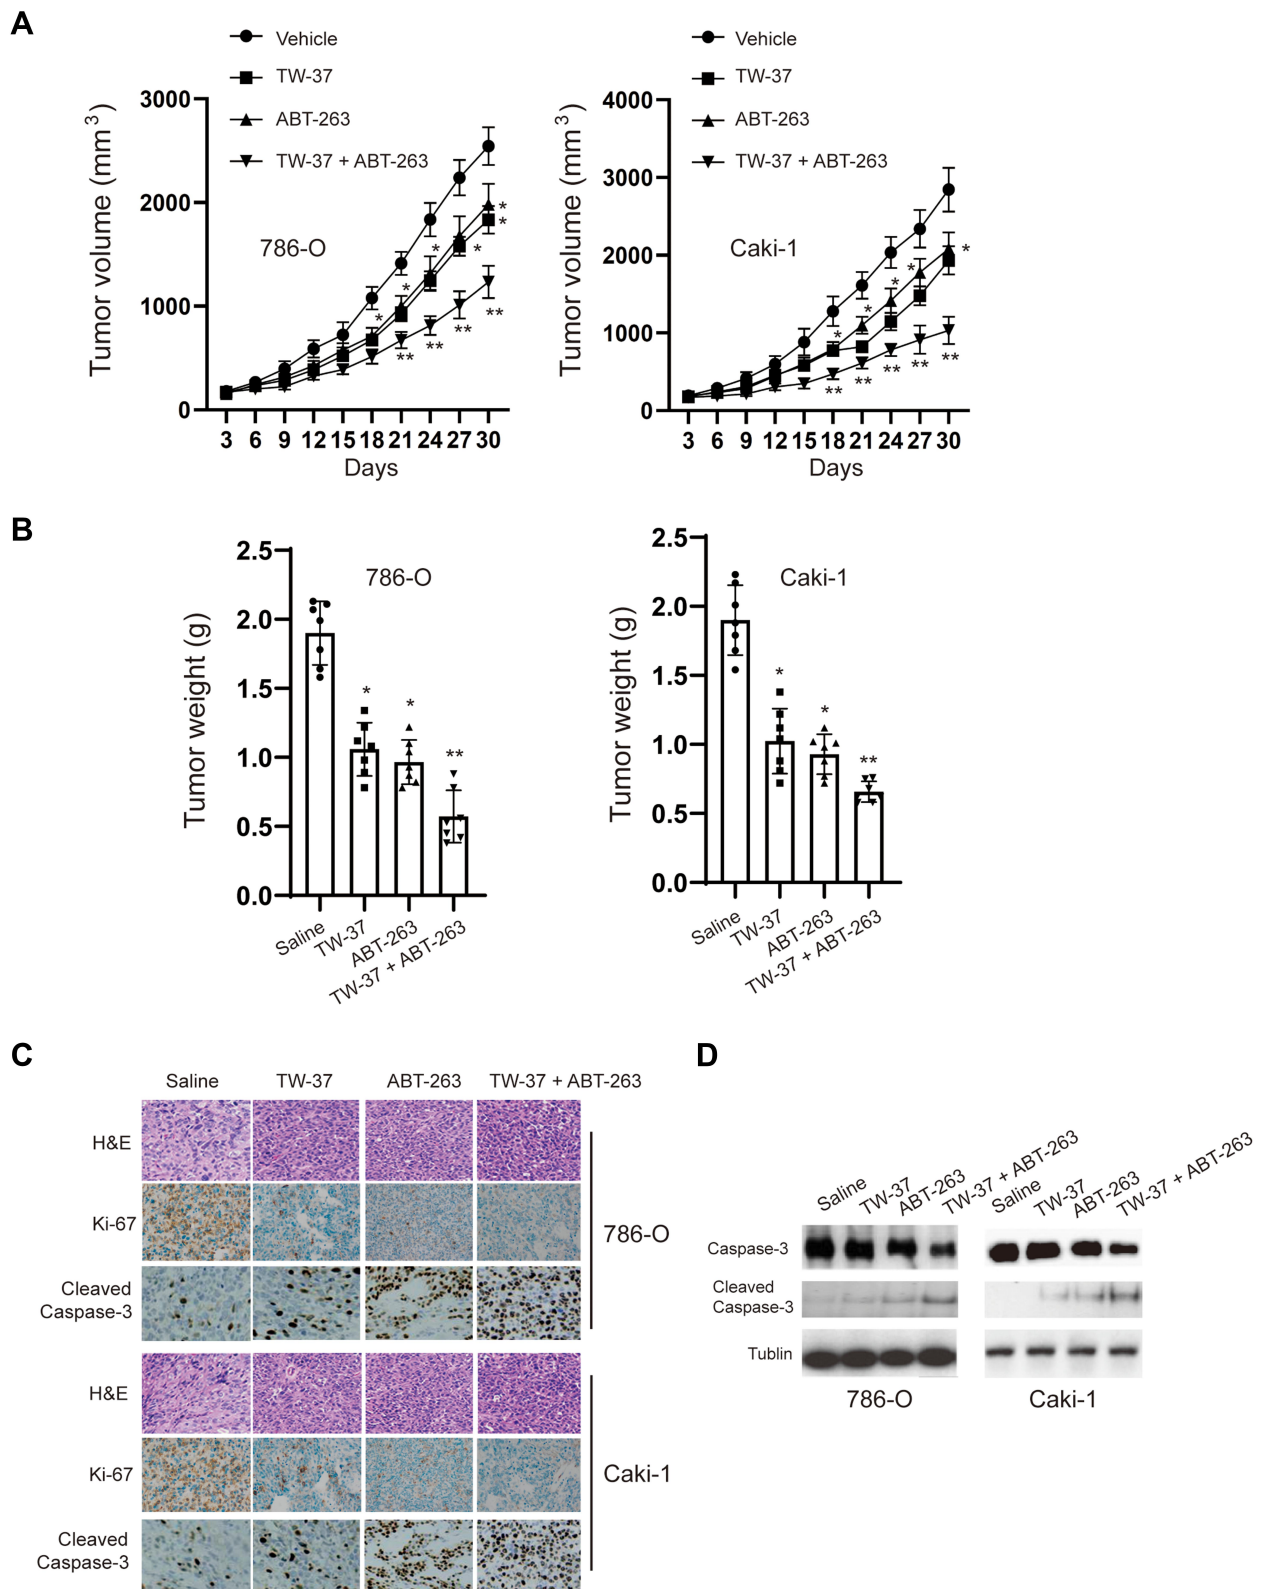 A
Vehicle
TW-37
ABT-263
TW-37 + ABT-263
Tumor volume (mm3)
3000
2000
1000
0
786-O
*
*
*
*
*
*
**
**
**
**
3 6 9 12 15 18 21 24 27 30
Days
Vehicle
TW-37
ABT-263
TW-37 + ABT-263
Tumor volume (mm3)
4000
3000
2000
1000
0
Caki-1
*
*
*
*
*
**
**
**
**
**
3 6 9 12 15 18 21 24 27 30
Days
B
Tumor weight (g)
2.5
2.0
1.5
1.0
0.5
0.0
786-O
*
*
**
Saline
TW-37
ABT-263
TW-37 + ABT-263
Tumor weight (g)
2.5
2.0
1.5
1.0
0.5
0.0
Caki-1
*
*
**
Saline
TW-37
ABT-263
TW-37 + ABT-263
C
Saline TW-37 ABT-263 TW-37 + ABT-263
H&E
Ki-67
Cleaved
Caspase-3
786-O
H&E
Ki-67
Cleaved
Caspase-3
Caki-1
D
Saline
TW-37
ABT-263
TW-37 + ABT-263
Saline
TW-37
ABT-263
TW-37 + ABT-263
Caspase-3
Cleaved
Caspase-3
Tublin
786-O
Caki-1